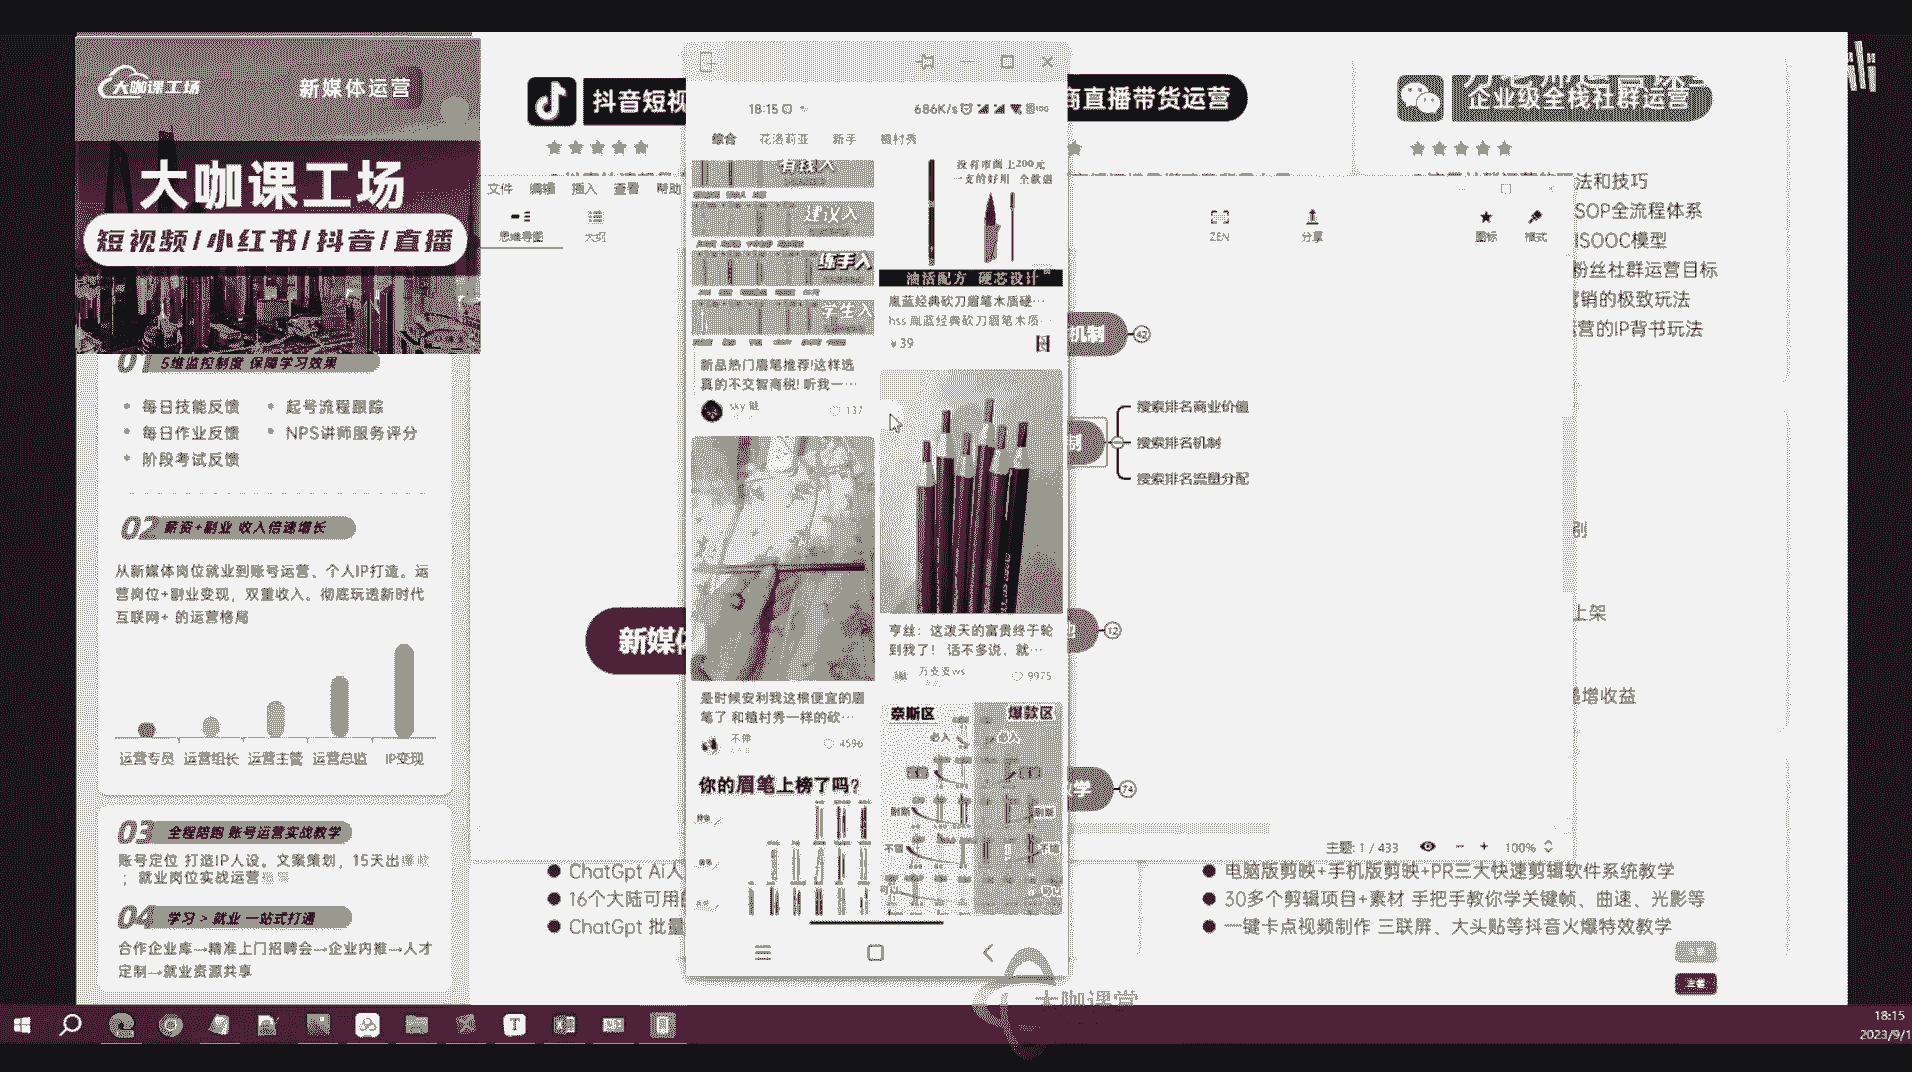 大咖课工场
新媒体运营
大咖课工场
短视频/小红书/抖音/直播
01 5维监控制度 保障学习效果
每日技能反馈
起号流程跟踪
每日作业反馈
NPS讲师服务评分
阶段考试反馈
02 薪资+副业 收入倍速增长
从新媒体岗位就业到账号运营、个人IP打造。运
营岗位+副业变现，双重收入。彻底玩透新时代
互联网+ 的运营格局
运营专员 运营组长 运营主管 运营总监 IP变现
03 全程陪跑 账号运营实战教学
账号定位 打造IP人设。文案策划，15天出爆款
；就业岗位实战运营
04 学习 > 就业 一站式打通
合作企业库→精准上门招聘会→企业内推→人才
定制→就业资源共享
抖音短视
商直播带货运营
企业级全栈社群运营
文件 编辑 插入 查看 帮助
思维导图
大纲
ZEN
分享
图标
格式
法和技巧
SOP全流程体系
ISOOC模型
粉丝社群运营目标
营销的极致玩法
运营的IP背书玩法
18:15
686K/s
综合 花洛莉亚 新手 植村秀
有钱人
建议入
练手入
学生入
新品热门眉笔推荐!这样选
真的不交智商税! 听我一…
137
没有市面上200元
一支的好用 全款退
油活配方 硬芯设计
胤蓝经典砍刀眉笔木质硬…
hss 胤蓝经典砍刀眉笔木质…
¥39
是时候安利我这根便宜的眉
笔了 和植村秀一样的砍…
不停
4596
亨丝：这泼天的富贵终于轮
到我了！ 话不多说，就…
万支支ws
9975
你的眉笔上榜了吗?
奈斯区
爆款区
必入
必入
机制
42
制
搜索排名商业价值
搜索排名机制
搜索排名流量分配
新媒体
12
学
74
上架
递增收益
主题: 1 / 433
100%
ChatGpt Ai人
16个大陆可用的
ChatGpt 批量
电脑版剪映+手机版剪映+PR三大快速剪辑软件系统教学
30多个剪辑项目+素材 手把手教你学关键帧、曲速、光影等
一键卡点视频制作 三联屏、大头贴等抖音火爆特效教学
大咖课堂
18:15
2023/9/1